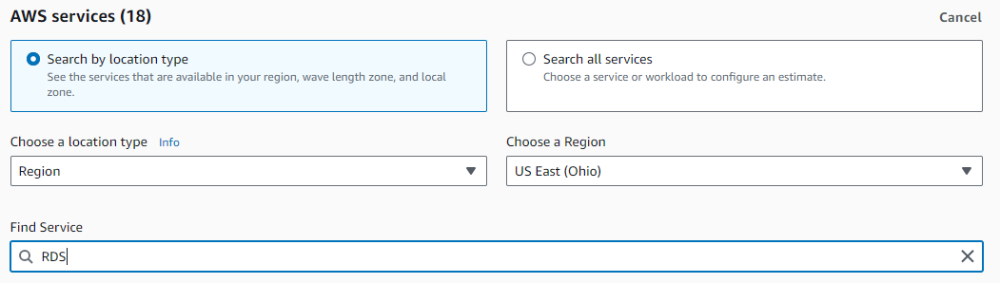 AWS services (18)
Cancel
Search by location type
See the services that are available in your region, wave length zone, and local
zone.
Search all services
Choose a service or workload to configure an estimate.
Choose a location type Info
Choose a Region
Region
US East (Ohio)
Find Service
RDS